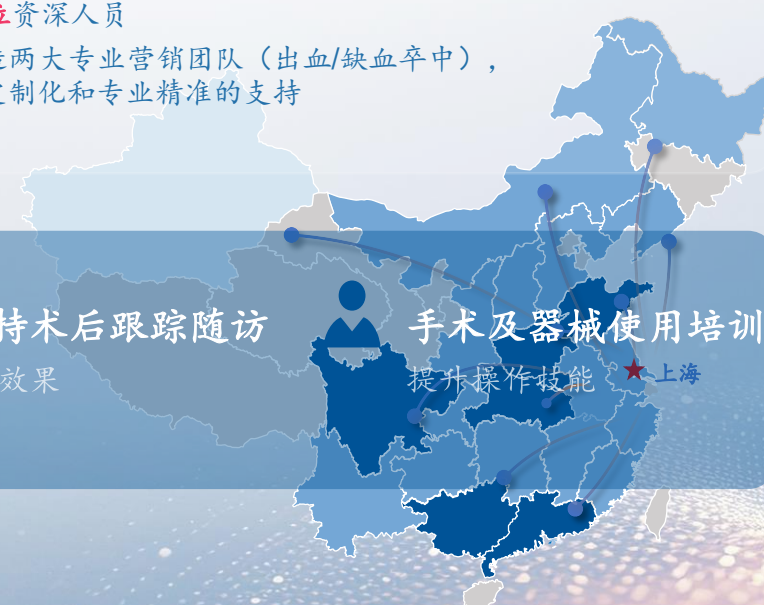 位资深人员
两大专业营销团队（出血/缺血卒中），
定制化和专业精准的支持
持术后跟踪随访
手术及器械使用培训
效果
提升操作技能
上海